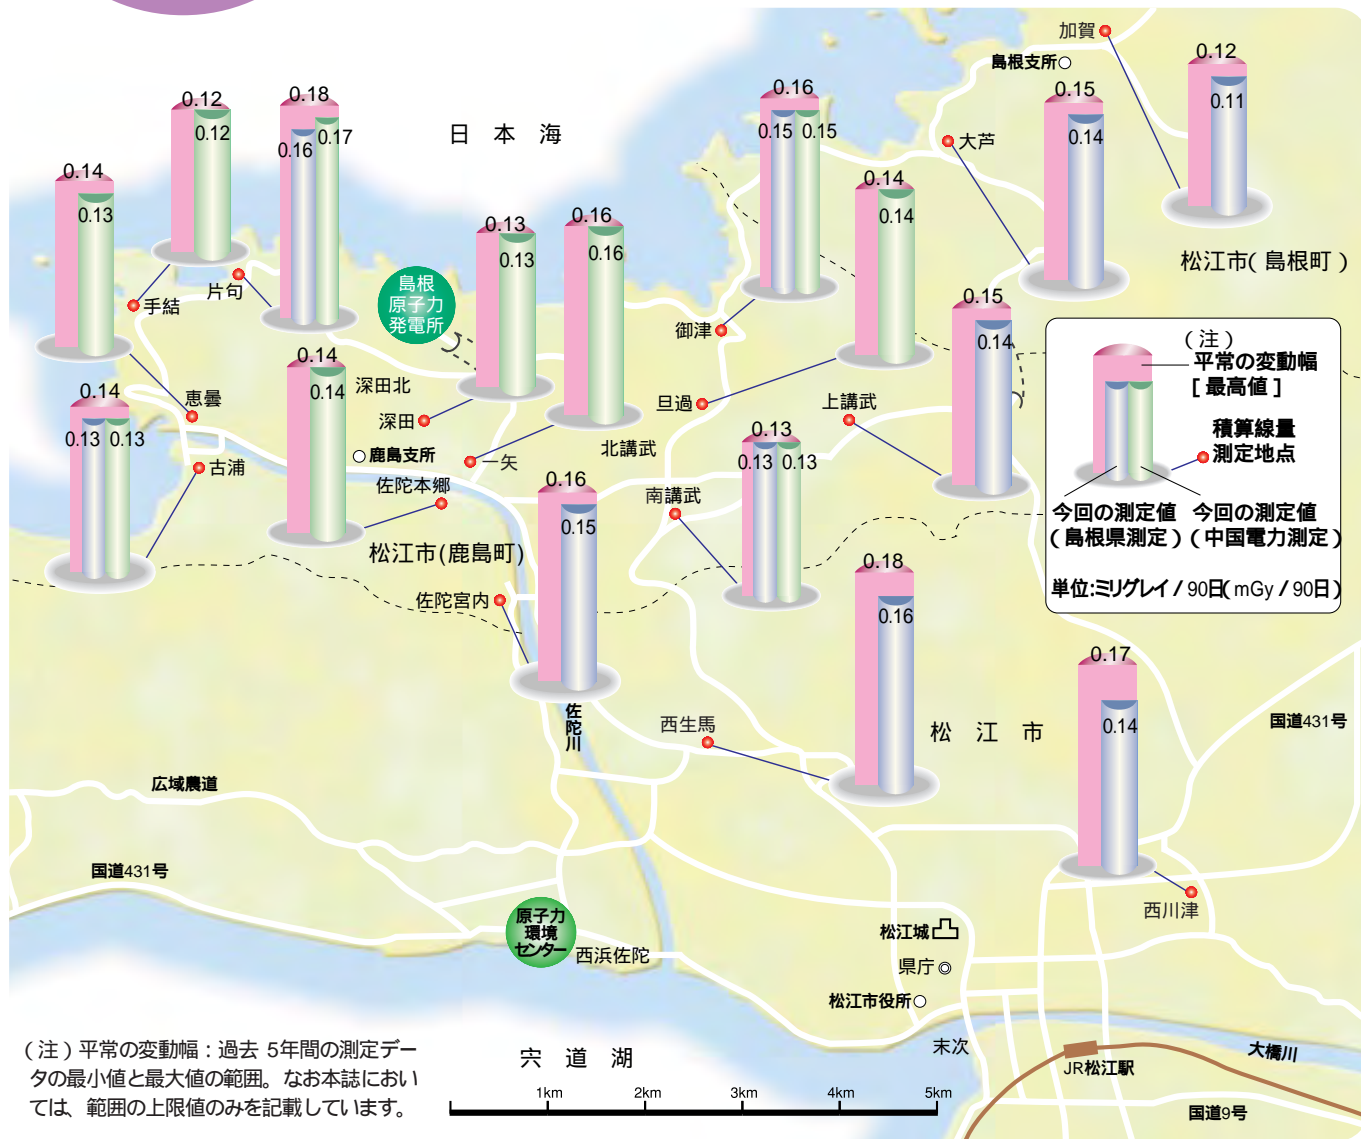 加賀
島根支所
0.12
0.11
0.15
0.14
大芦
0.12
0.12
0.18
0.16
0.17
日本海
0.16
0.15
0.15
0.14
0.13
0.14
0.14
0.13
0.13
0.16
0.16
松江市(島根町)
手結
片句
島根
原子力
発電所
御津
0.15
0.14
(注)
平常の変動幅
[最高値]
積算線量
測定地点
今回の測定値
(島根県測定)
今回の測定値
(中国電力測定)
単位:ミリグレイ/90日(mGy/90日)
0.14
0.14
深田北
深田
旦過
上講武
0.14
0.13
0.13
恵曇
古浦
鹿島支所
一矢
北講武
0.13
0.13
0.13
佐陀本郷
0.16
0.15
南講武
松江市(鹿島町)
佐陀宮内
0.18
0.16
0.17
0.14
佐陀川
西生馬
松江市
国道431号
広域農道
国道431号
西川津
原子力
環境
センター
西浜佐陀
松江城
県庁
松江市役所
末次
大橋川
JR松江駅
国道9号
宍道湖
1km
2km
3km
4km
5km
(注)平常の変動幅:過去 5年間の測定デー
タの最小値と最大値の範囲。なお本誌におい
ては、範囲の上限値のみを記載しています。